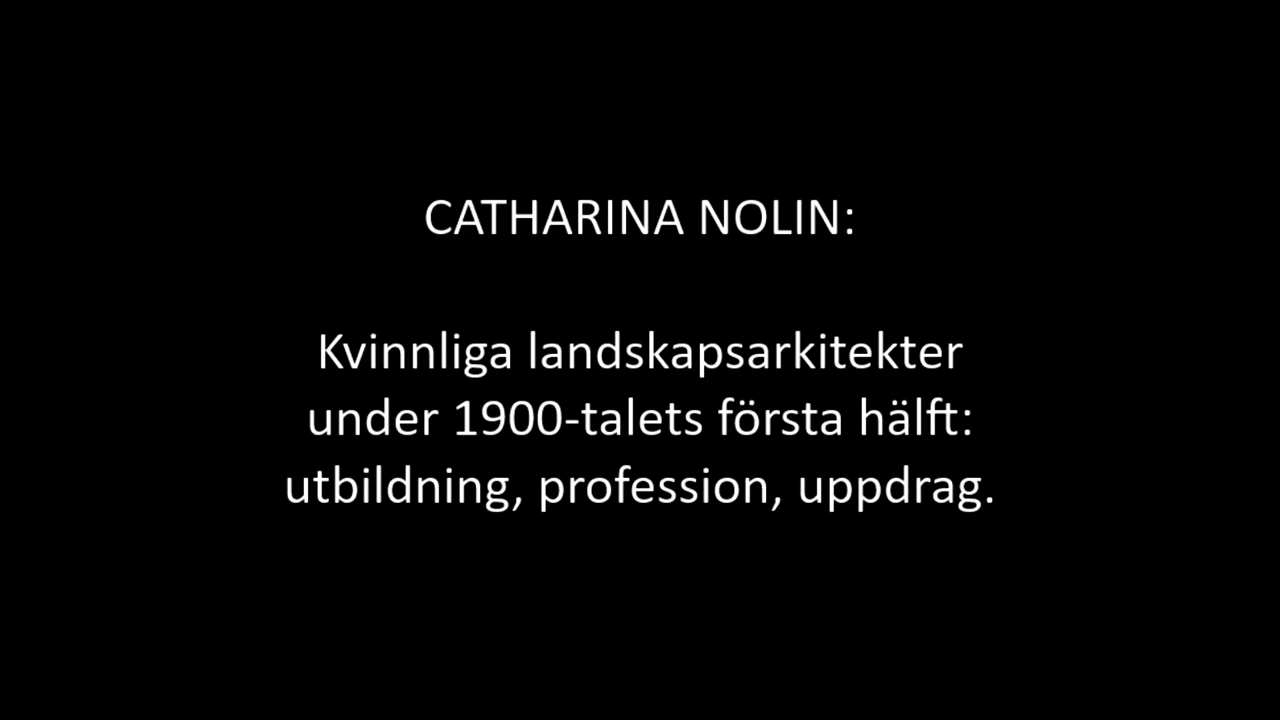 CATHARINA NOLIN:
Kvinnliga landskapsarkitekter
under 1900-talets första hälft:
utbildning, profession, uppdrag.